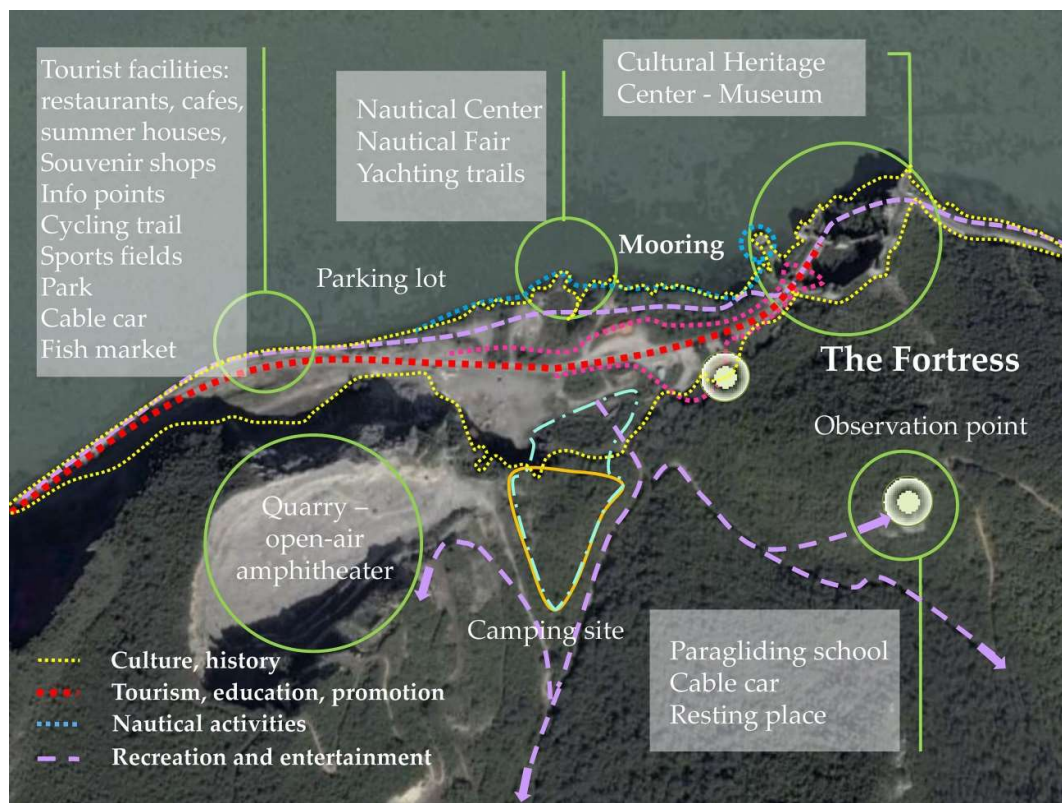 Tourist facilities:
restaurants, cafes,
summer houses,
Souvenir shops
Info points
Cycling trail
Sports fields
Park
Cable car
Fish market
Nautical Center
Nautical Fair
Yachting trails
Cultural Heritage
Center - Museum
Mooring
Parking lot
The Fortress
Observation point
Quarry –
open-air
amphitheater
Camping site
Paragliding school
Cable car
Resting place
Culture, history
Tourism, education, promotion
Nautical activities
Recreation and entertainment